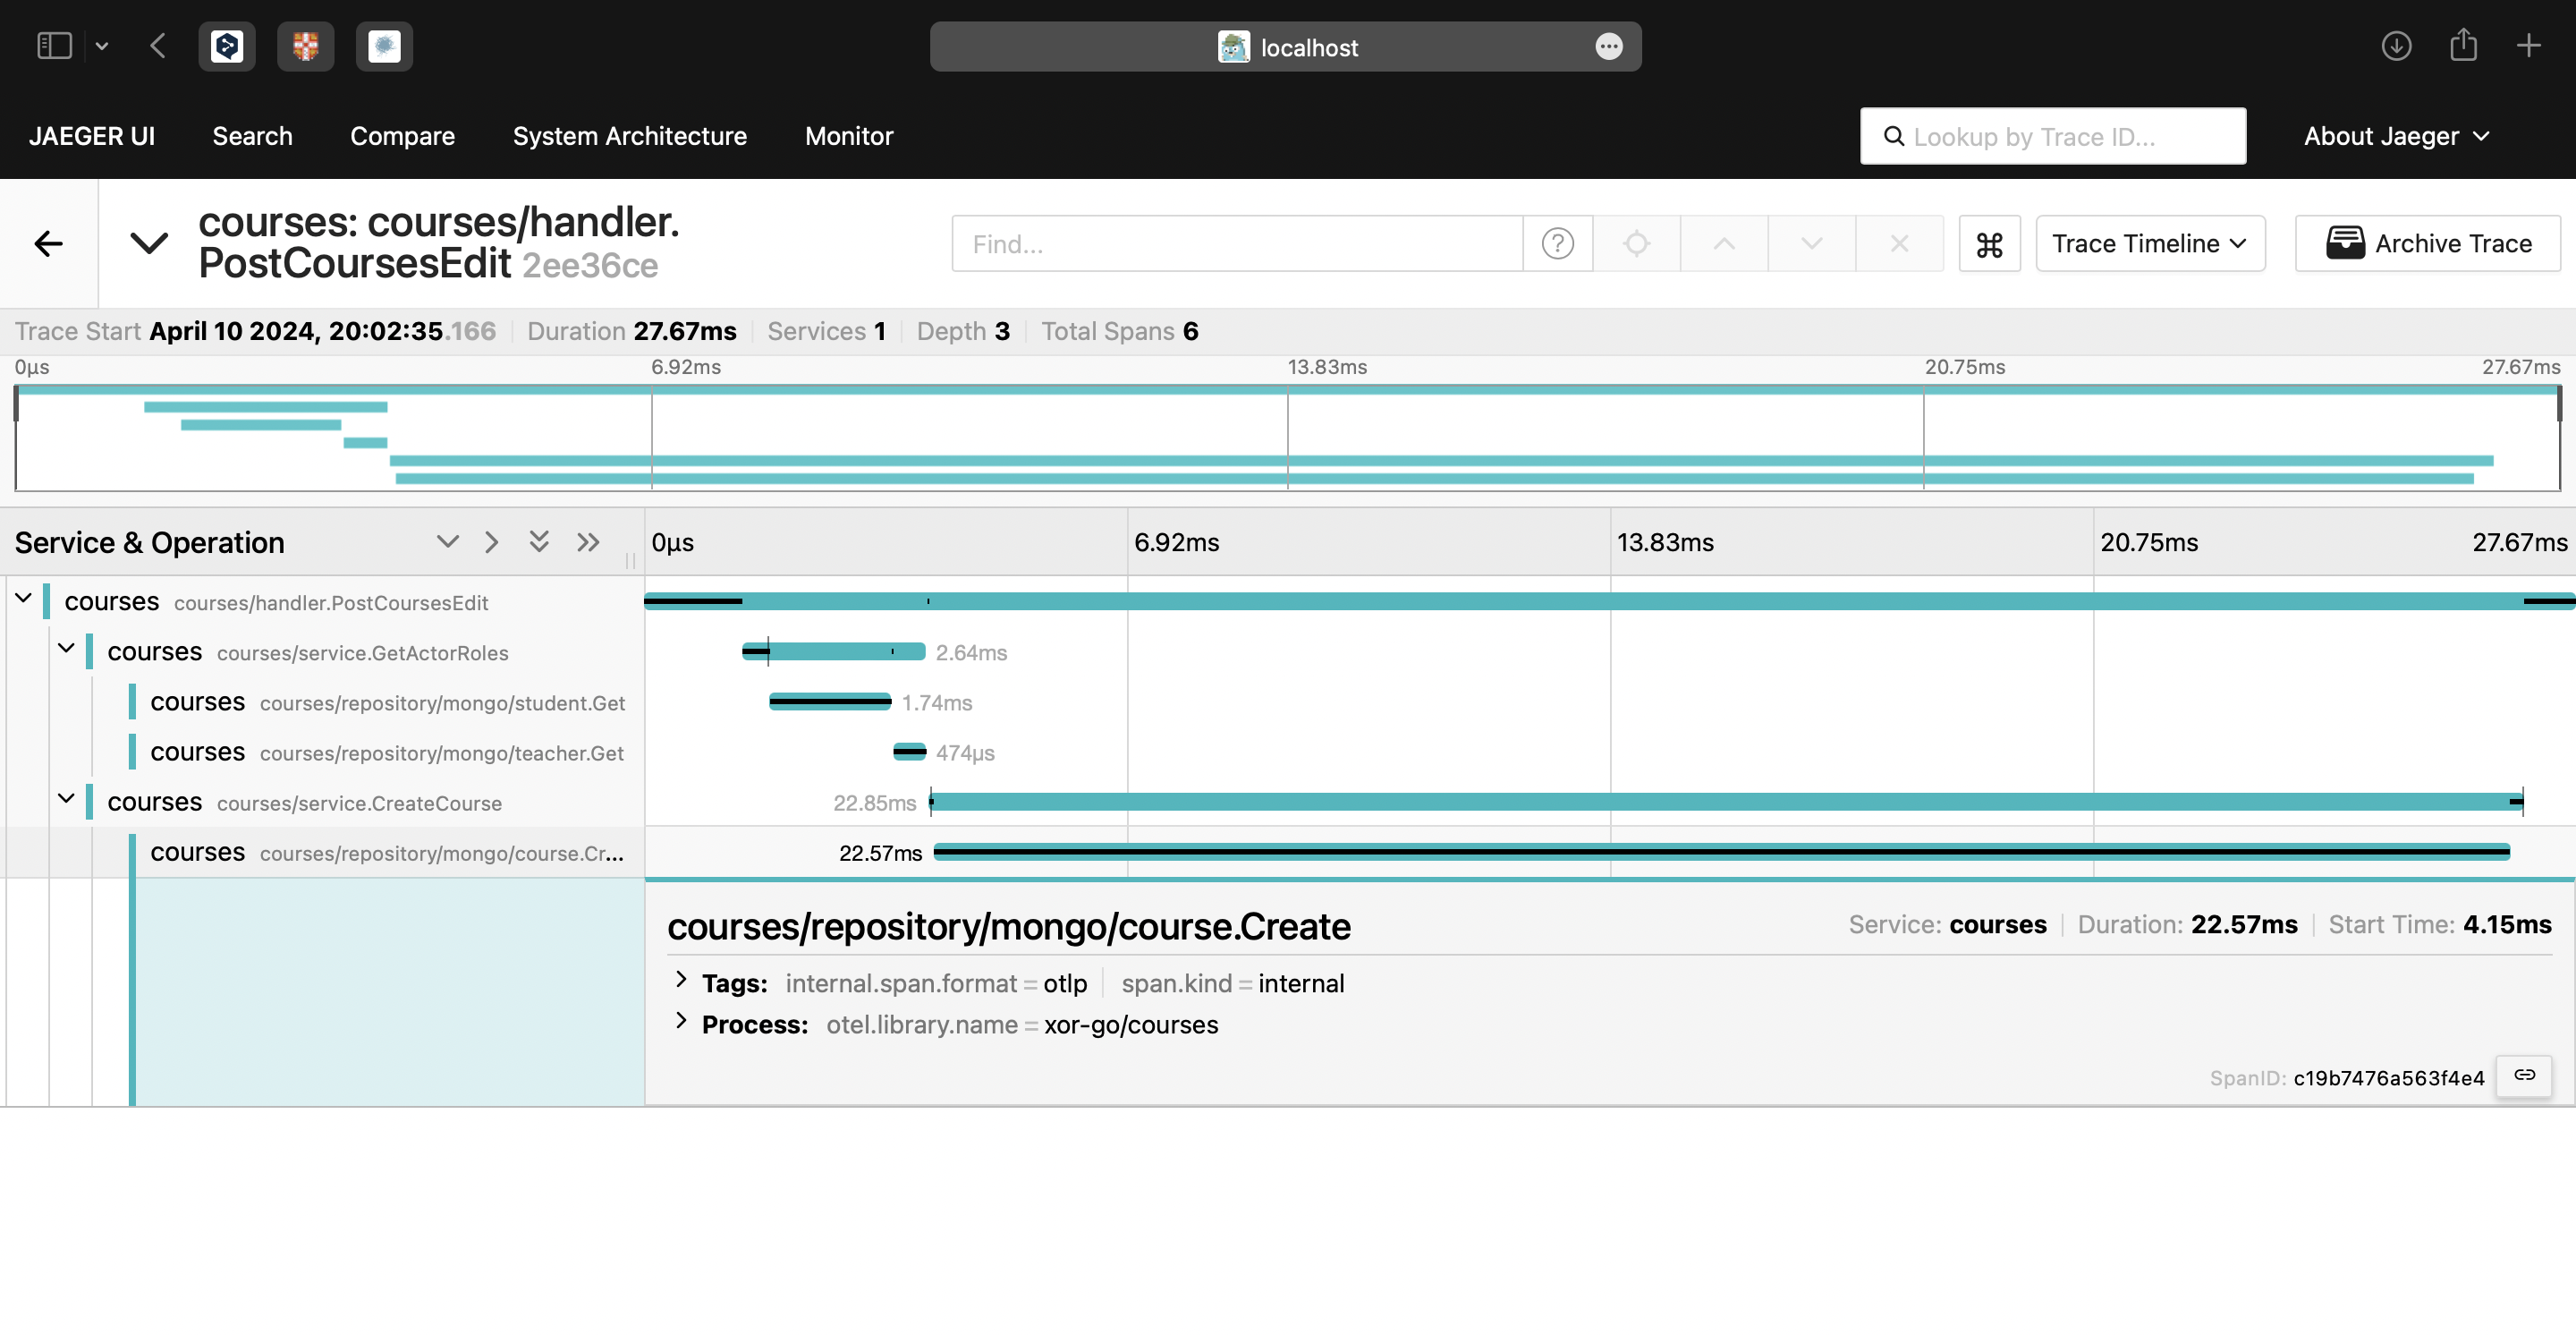 localhost
JAEGER UI Search Compare System Architecture Monitor Lookup by Trace ID... About Jaeger
courses: courses/handler.
PostCoursesEdit 2ee36ce
Find... Trace Timeline Archive Trace
Trace Start April 10 2024, 20:02:35.166 Duration 27.67ms Services 1 Depth 3 Total Spans 6
0μs 6.92ms 13.83ms 20.75ms 27.67ms
Service & Operation 0μs 6.92ms 13.83ms 20.75ms 27.67ms
courses courses/handler.PostCoursesEdit
courses courses/service.GetActorRoles 2.64ms
courses courses/repository/mongo/student.Get 1.74ms
courses courses/repository/mongo/teacher.Get 474μs
courses courses/service.CreateCourse 22.85ms
courses courses/repository/mongo/course.Cr... 22.57ms
courses/repository/mongo/course.Create Service: courses Duration: 22.57ms Start Time: 4.15ms
Tags: internal.span.format = otlp span.kind = internal
Process: otel.library.name = xor-go/courses
SpanID: c19b7476a563f4e4